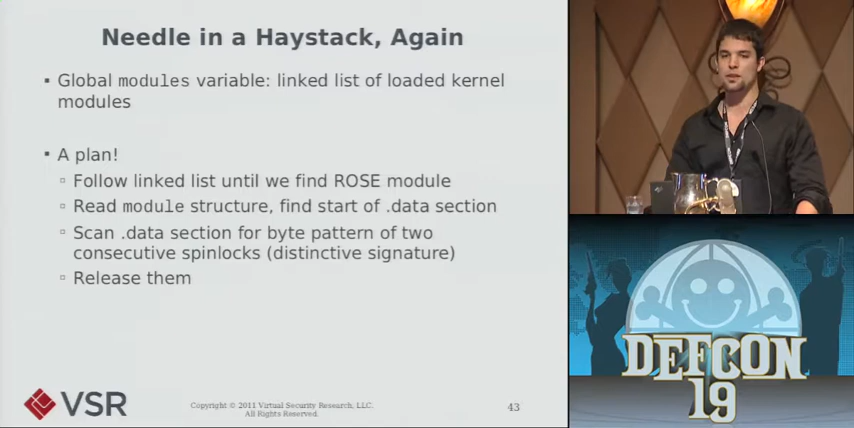 Needle in a Haystack, Again
▪ Global modules variable: linked list of loaded kernel
modules
▪ A plan!
▫ Follow linked list until we find ROSE module
▫ Read module structure, find start of .data section
▫ Scan .data section for byte pattern of two
consecutive spinlocks (distinctive signature)
▫ Release them
VSR
Copyright © 2011 Virtual Security Research, LLC.
All Rights Reserved.
43
DEFCON
19